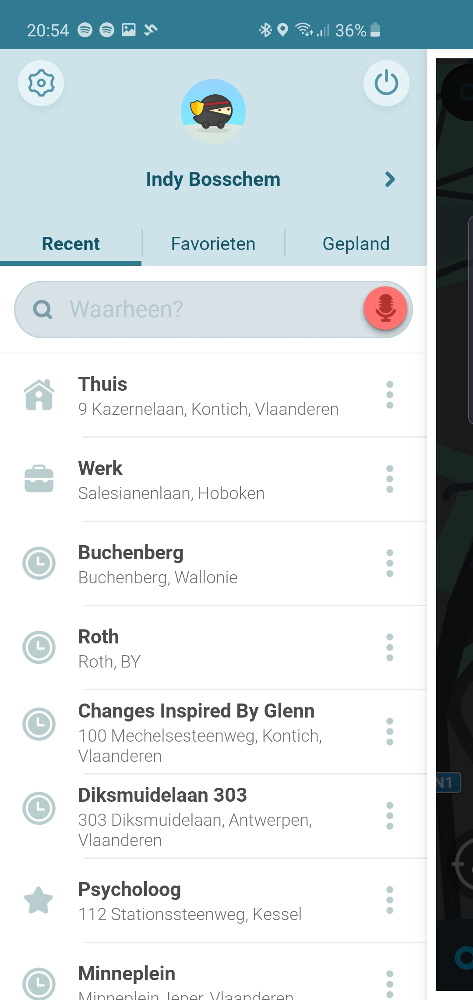 20:54
36%
Indy Bosschem
Recent
Favorieten
Gepland
Waarheen?
Thuis
9 Kazernelaan, Kontich, Vlaanderen
Werk
Salesianenlaan, Hoboken
Buchenberg
Buchenberg, Wallonie
Roth
Roth, BY
Changes Inspired By Glenn
100 Mechelsesteenweg, Kontich,
Vlaanderen
N1
Diksmuidelaan 303
303 Diksmuidelaan, Antwerpen,
Vlaanderen
Psycholoog
112 Stationssteenweg, Kessel
Minneplein
Minneplein, Ieper, Vlaanderen